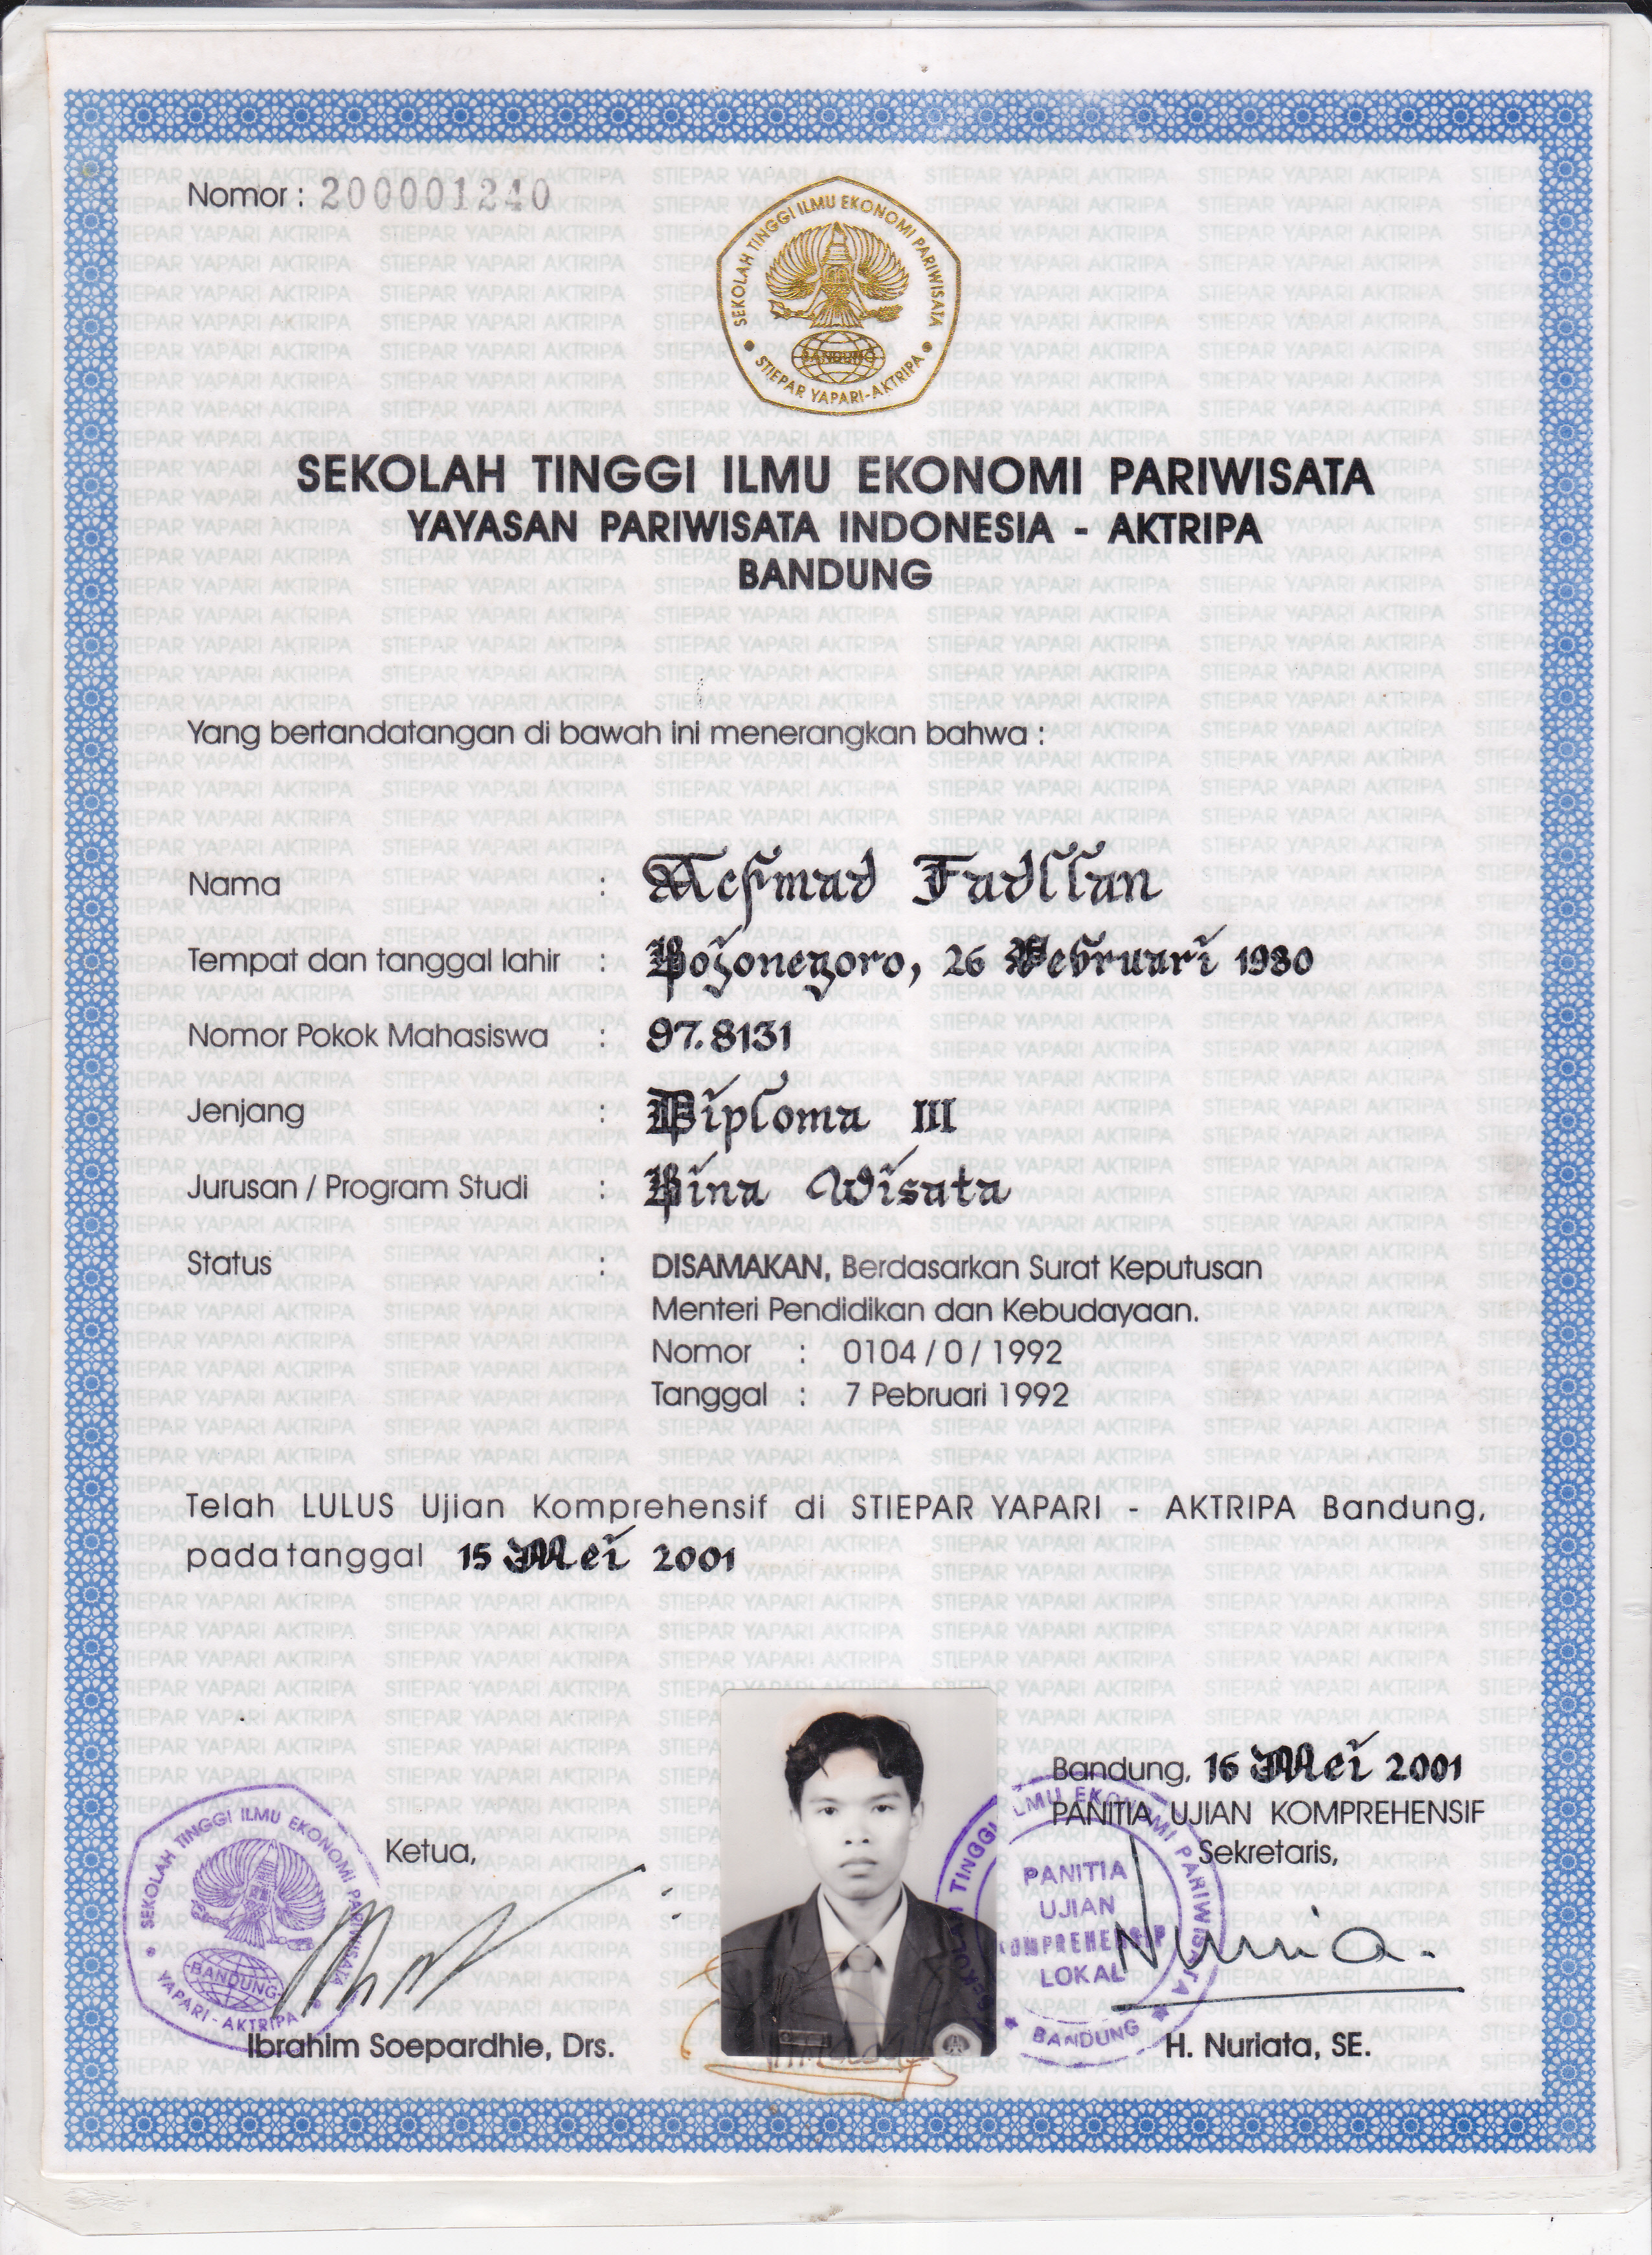 Nomor : 200001240
SEKOLAH TINGGI ILMU EKONOMI PARIWISATA
BANDUNG
• STIEPAR YAPARI-AKTRIPA •
SEKOLAH TINGGI ILMU EKONOMI PARIWISATA
YAYASAN PARIWISATA INDONESIA - AKTRIPA
BANDUNG
Yang bertandatangan di bawah ini menerangkan bahwa :
Nama : Achmad Fadllan
Tempat dan tanggal lahir : Bojonegoro, 26 Februari 1980
Nomor Pokok Mahasiswa : 97.8131
Jenjang : Diploma III
Jurusan / Program Studi : Bina Wisata
Status : DISAMAKAN, Berdasarkan Surat Keputusan
Menteri Pendidikan dan Kebudayaan.
Nomor : 0104 / 0 / 1992
Tanggal : 7 Pebruari 1992
Telah LULUS Ujian Komprehensif di STIEPAR YAPARI - AKTRIPA Bandung,
pada tanggal 15 Mei 2001
Bandung, 16 Mei 2001
PANITIA UJIAN KOMPREHENSIF
Ketua,
Sekretaris,
SEKOLAH TINGGI ILMU EKONOMI PARIWISATA
BANDUNG
• YAPARI - AKTRIPA •
SEKOLAH TINGGI ILMU EKONOMI PARIWISATA
PANITIA
UJIAN
KOMPREHENSIF
LOKAL
BANDUNG
Nuria.
Ibrahim Soepardhie, Drs.
H. Nuriata, SE.